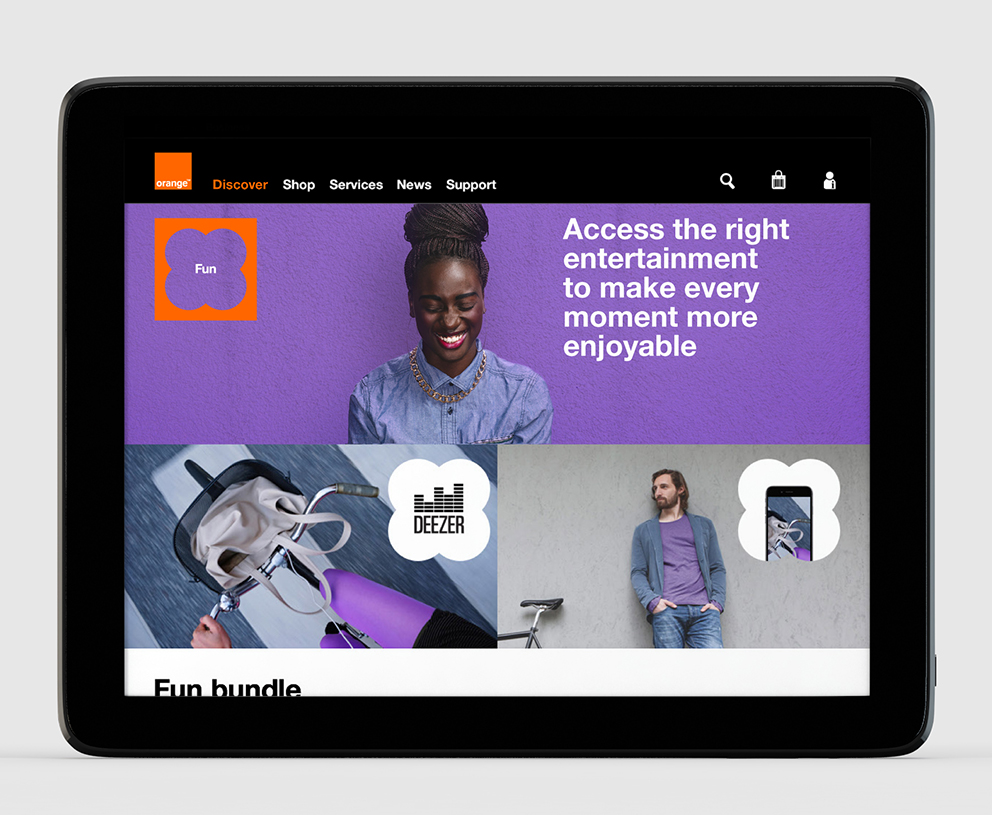 orange™
Discover Shop Services News Support
Fun
Access the right
entertainment
to make every
moment more
enjoyable
DEEZER
Fun bundle